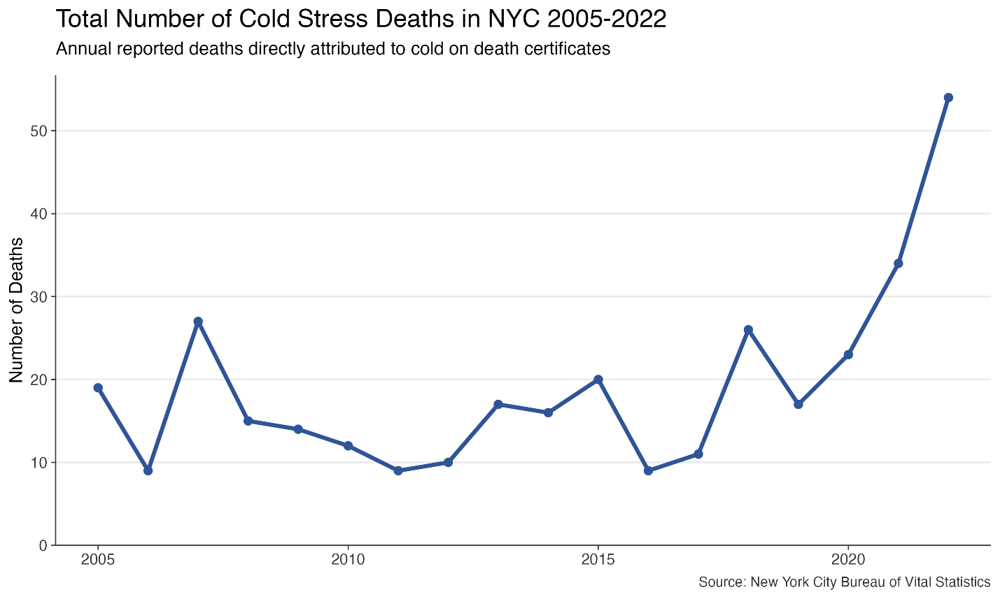 Total Number of Cold Stress Deaths in NYC 2005-2022
Annual reported deaths directly attributed to cold on death certificates
Number of Deaths
50
40
30
20
10
0
2005
2010
2015
2020
Source: New York City Bureau of Vital Statistics